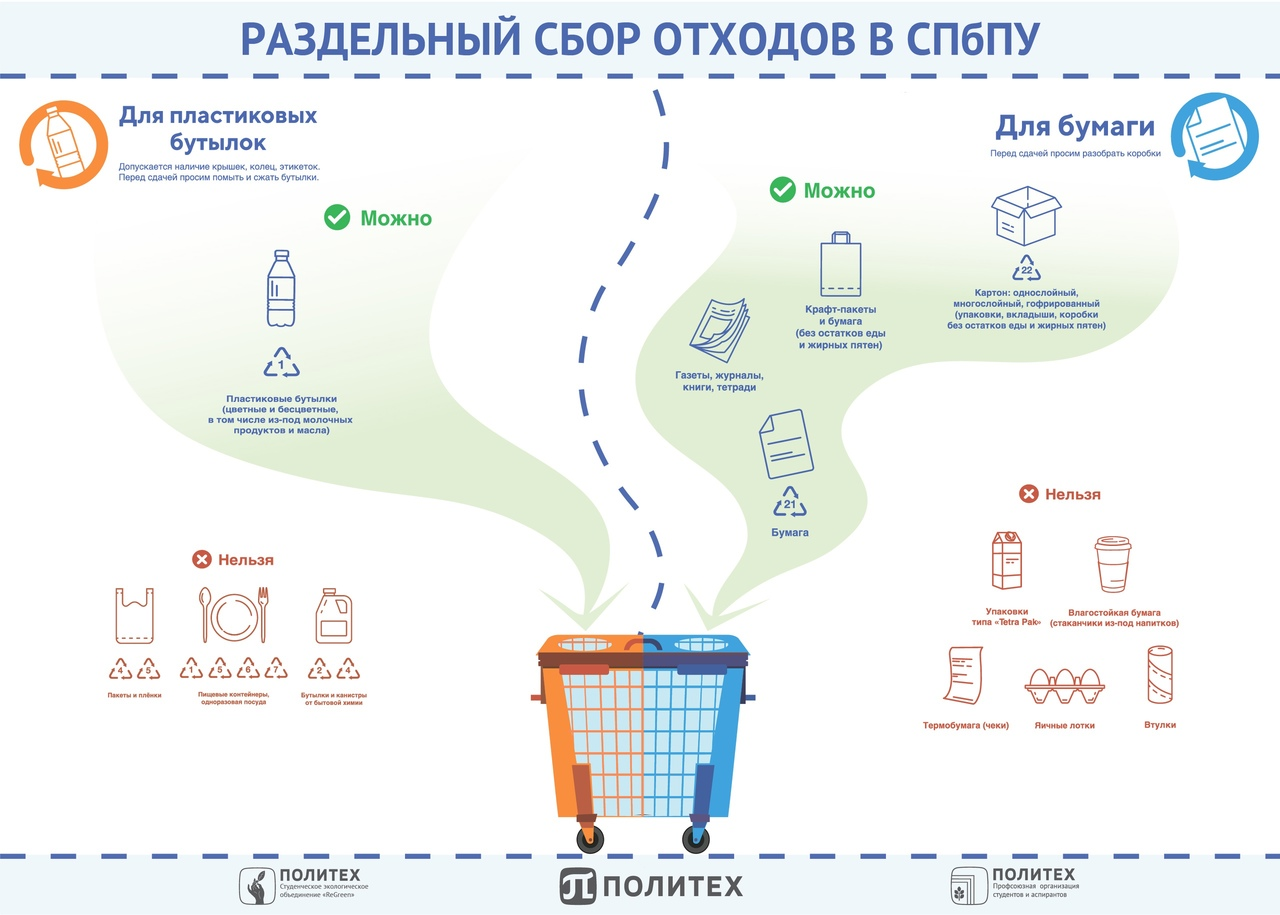 РАЗДЕЛЬНЫЙ СБОР ОТХОДОВ В СПбПУ
Для пластиковых
бутылок
Допускается наличие крышек, колец, этикеток.
Перед сдачей просим помыть и сжать бутылки.
Можно
1
Пластиковые бутылки
(цветные и бесцветные,
в том числе из-под молочных
продуктов и масла)
Нельзя
4 5
Пакеты и плёнки
1 5 6 7
Пищевые контейнеры,
одноразовая посуда
2 4
Бутылки и канистры
от бытовой химии
Для бумаги
Перед сдачей просим разобрать коробки
Можно
Газеты, журналы,
книги, тетради
Крафт-пакеты
и бумага
(без остатков еды
и жирных пятен)
22
Картон: однослойный,
многослойный, гофрированный
(упаковки, вкладыши, коробки
без остатков еды и жирных пятен)
21
Бумага
Нельзя
Упаковки
типа «Tetra Pak»
Влагостойкая бумага
(стаканчики из-под напитков)
Термобумага (чеки)
Яичные лотки
Втулки
ПОЛИТЕХ
Студенческое экологическое
объединение «ReGreen»
ПОЛИТЕХ
ПОЛИТЕХ
Профсоюзная организация
студентов и аспирантов